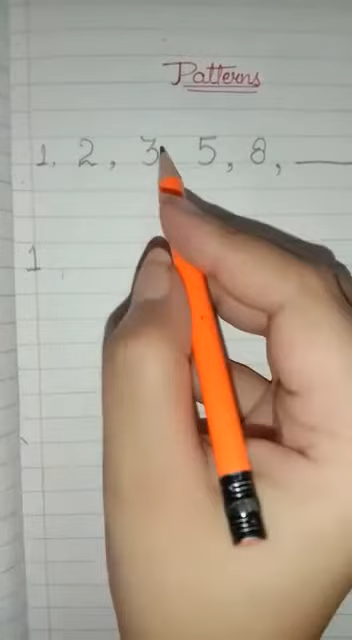 Patterns
1. 2, 3, 5, 8, ___
1